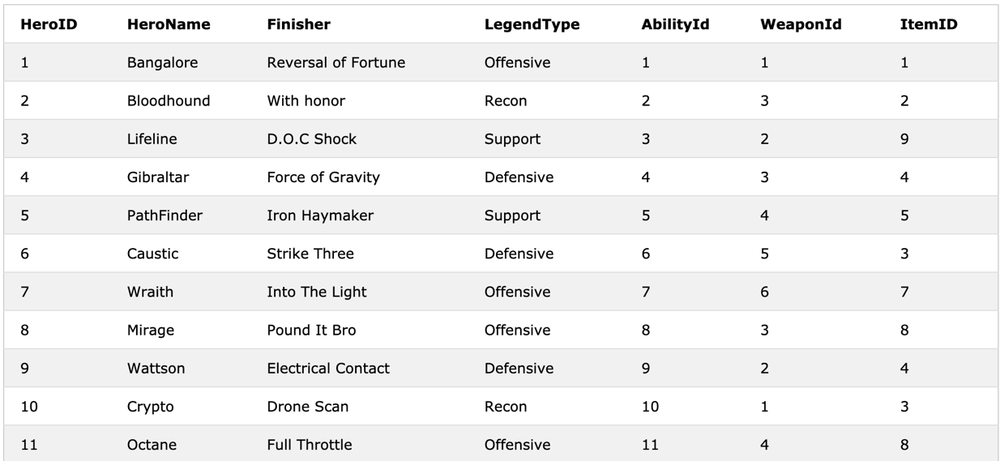 HeroID HeroName Finisher LegendType AbilityId WeaponId ItemID
1 Bangalore Reversal of Fortune Offensive 1 1 1
2 Bloodhound With honor Recon 2 3 2
3 Lifeline D.O.C Shock Support 3 2 9
4 Gibraltar Force of Gravity Defensive 4 3 4
5 PathFinder Iron Haymaker Support 5 4 5
6 Caustic Strike Three Defensive 6 5 3
7 Wraith Into The Light Offensive 7 6 7
8 Mirage Pound It Bro Offensive 8 3 8
9 Wattson Electrical Contact Defensive 9 2 4
10 Crypto Drone Scan Recon 10 1 3
11 Octane Full Throttle Offensive 11 4 8